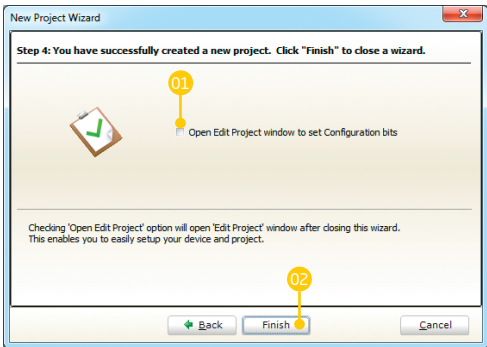 New Project Wizard
Step 4: You have successfully created a new project. Click "Finish" to close a wizard.
01
Open Edit Project window to set Configuration bits
Checking 'Open Edit Project' option will open 'Edit Project' window after closing this wizard.
This enables you to easily setup your device and project.
02
Back
Finish
Cancel